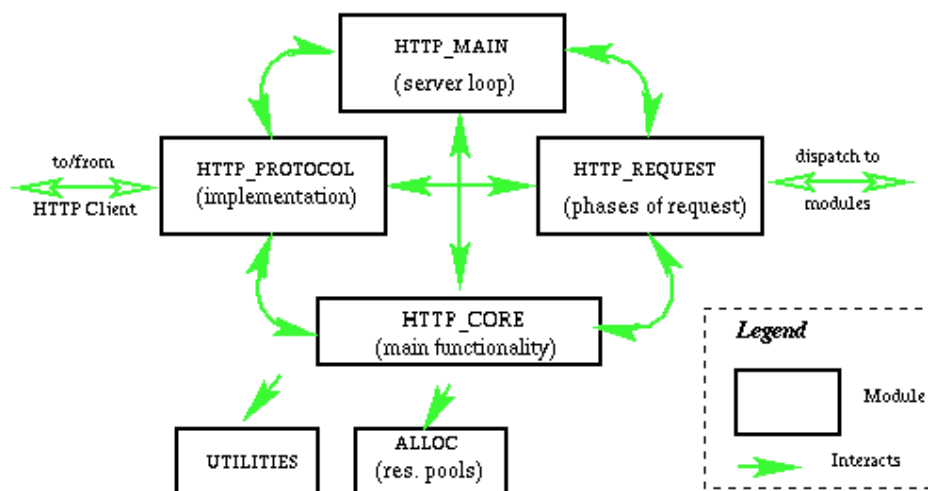 HTTP_MAIN
(server loop)
to/from
HTTP Client
HTTP_PROTOCOL
(implementation)
HTTP_REQUEST
(phases of request)
dispatch to
modules
HTTP_CORE
(main functionality)
UTILITIES
ALLOC
(res. pools)
Legend
Module
Interacts